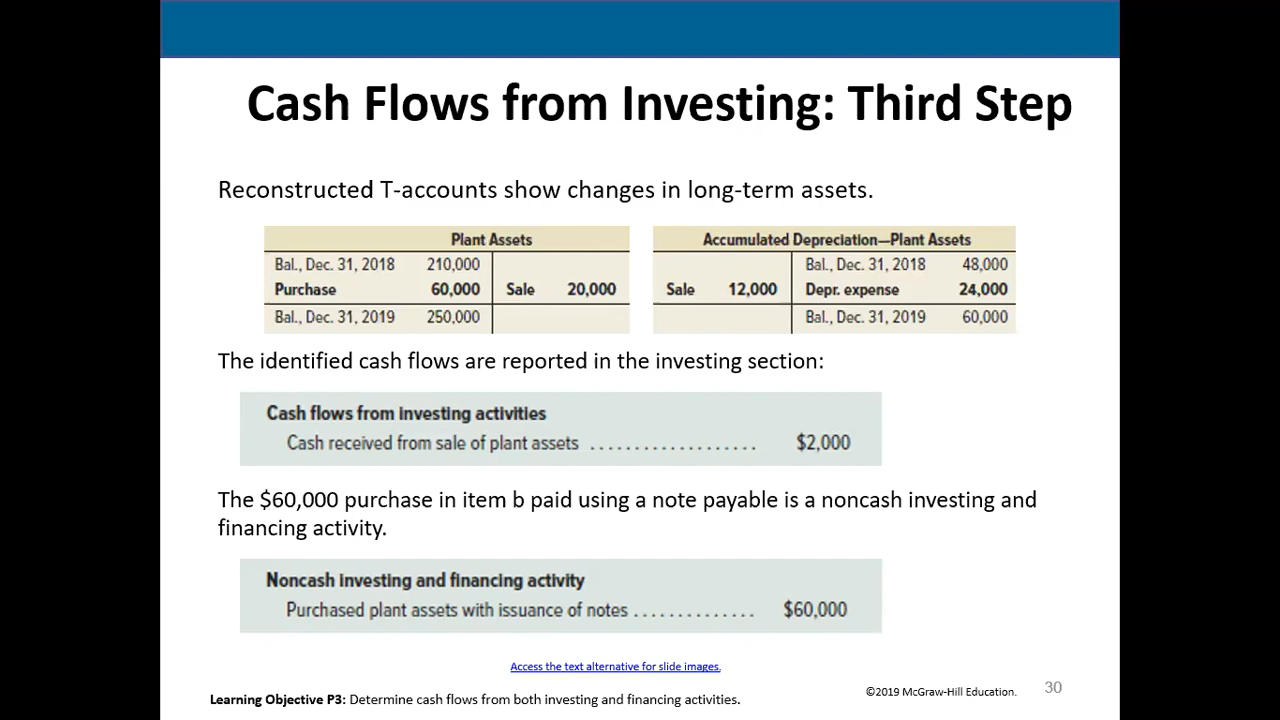 Cash Flows from Investing: Third Step
Reconstructed T-accounts show changes in long-term assets.
Plant Assets
Bal., Dec. 31, 2018 210,000
Purchase 60,000 Sale 20,000
Bal., Dec. 31, 2019 250,000
Accumulated Depreciation—Plant Assets
Bal., Dec. 31, 2018 48,000
Sale 12,000 Depr. expense 24,000
Bal., Dec. 31, 2019 60,000
The identified cash flows are reported in the investing section:
Cash flows from investing activities
Cash received from sale of plant assets ................... $2,000
The $60,000 purchase in item b paid using a note payable is a noncash investing and
financing activity.
Noncash investing and financing activity
Purchased plant assets with issuance of notes .............. $60,000
Access the text alternative for slide images.
Learning Objective P3: Determine cash flows from both investing and financing activities.
©2019 McGraw-Hill Education.
30